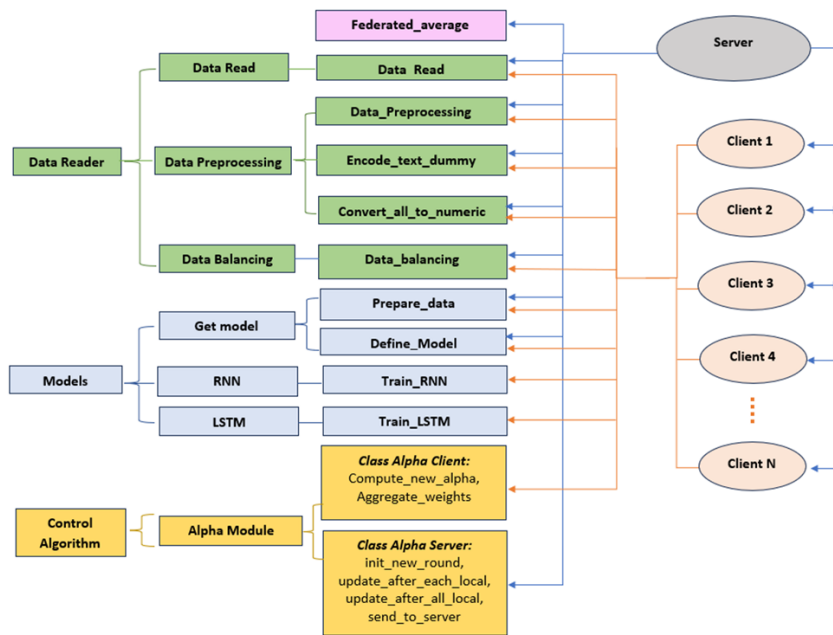 Federated_average
Server
Data Read
Data_Read
Data_Preprocessing
Client 1
Data Reader
Data Preprocessing
Encode_text_dummy
Convert_all_to_numeric
Client 2
Data Balancing
Data_balancing
Client 3
Prepare_data
Get model
Define_Model
Client 4
Models
RNN
Train_RNN
LSTM
Train_LSTM
Class Alpha Client:
Compute_new_alpha,
Aggregate_weights
Client N
Control
Algorithm
Alpha Module
Class Alpha Server:
init_new_round,
update_after_each_local,
update_after_all_local,
send_to_server